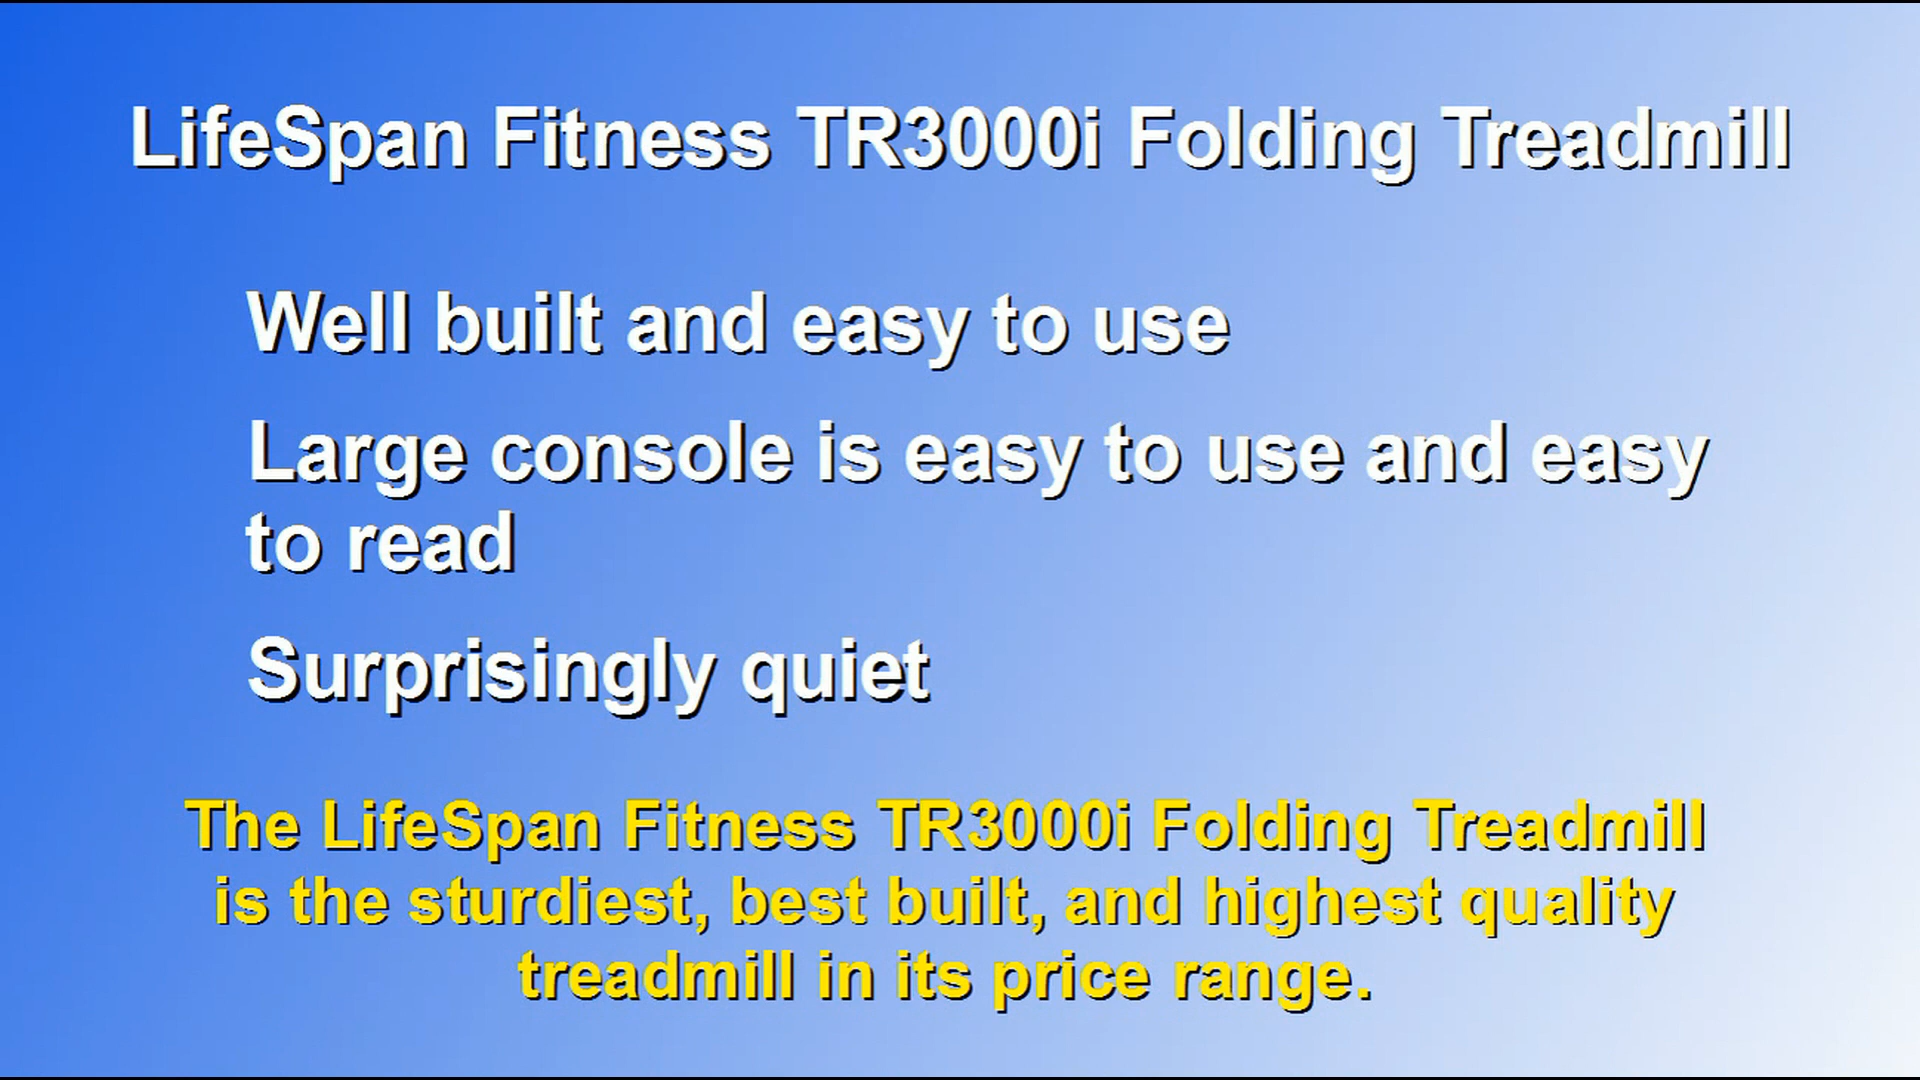 LifeSpan Fitness TR3000i Folding Treadmill
Well built and easy to use
Large console is easy to use and easy
to read
Surprisingly quiet
The LifeSpan Fitness TR3000i Folding Treadmill
is the sturdiest, best built, and highest quality
treadmill in its price range.